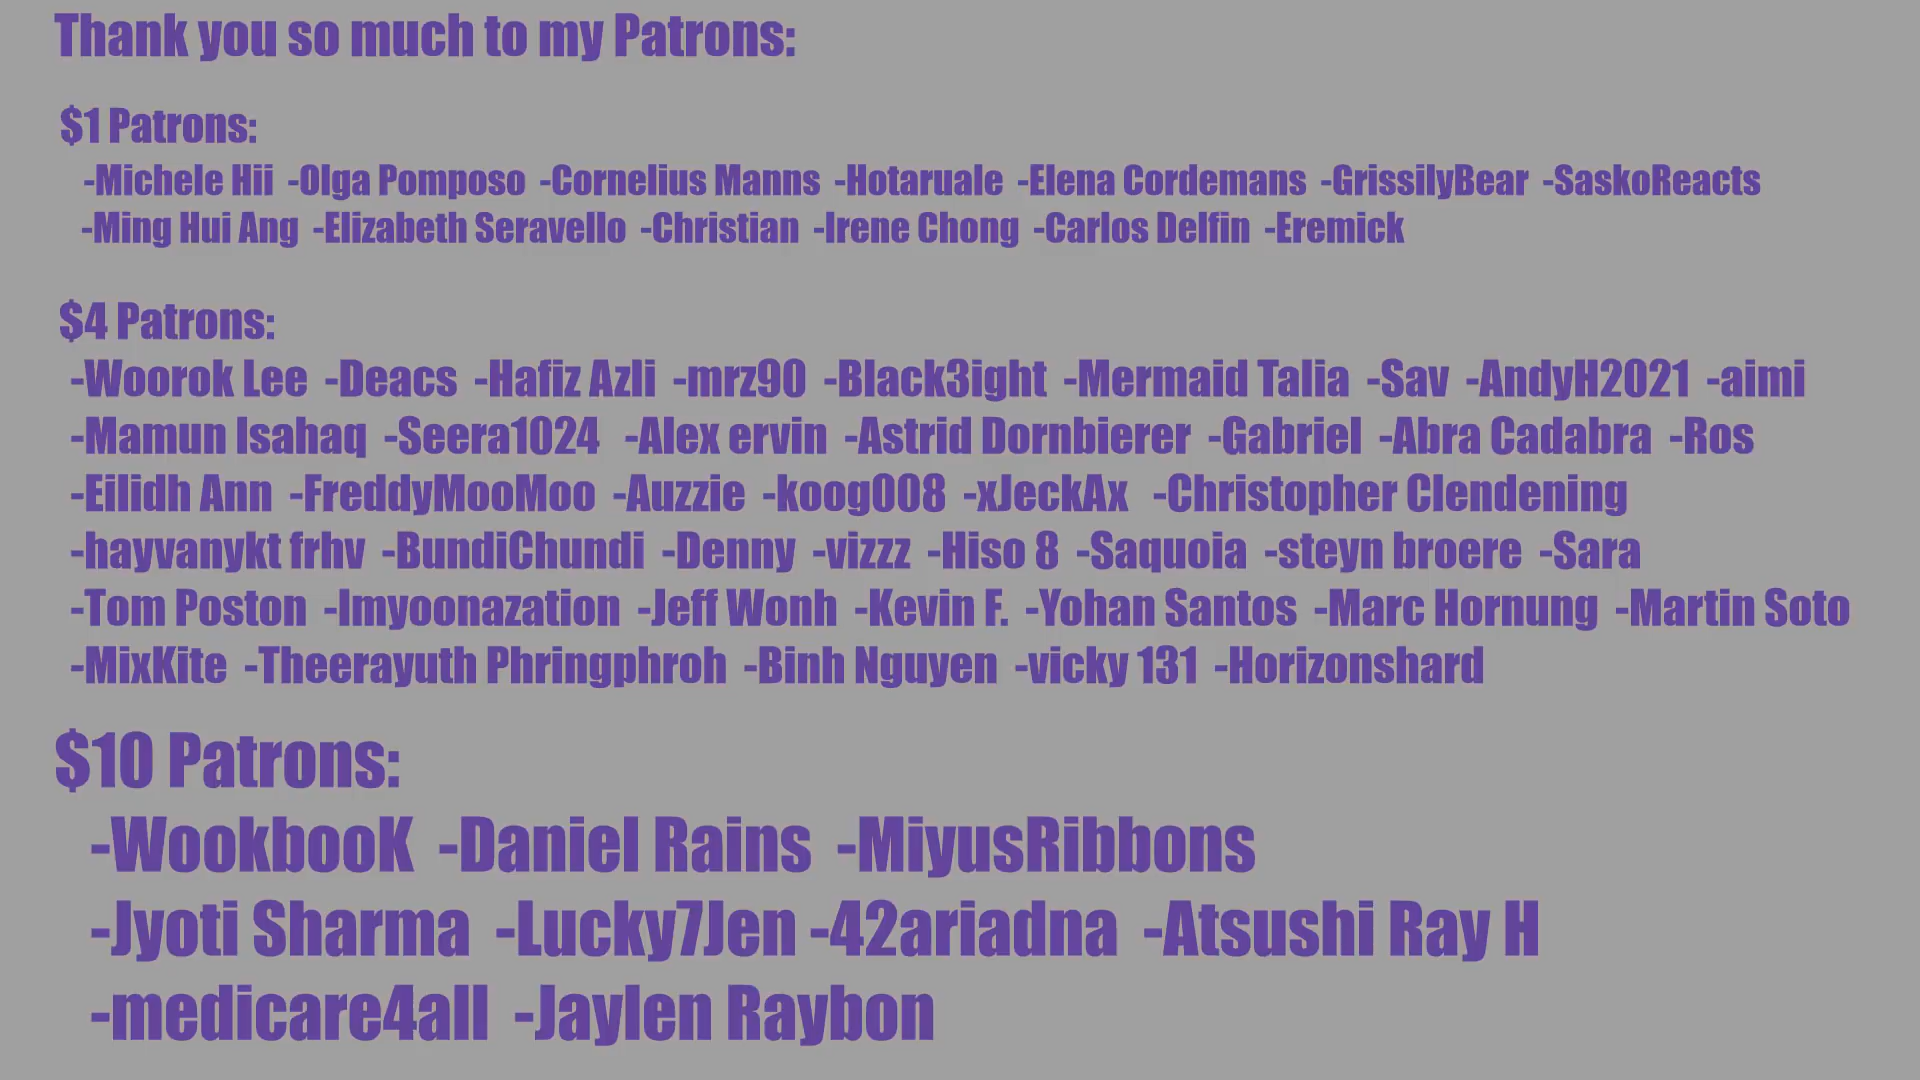 Thank you so much to my Patrons:
$1 Patrons:
-Michele Hii -Olga Pomposo -Cornelius Manns -Hotaruale -Elena Cordemans -GrissilyBear -SaskoReacts
-Ming Hui Ang -Elizabeth Seravello -Christian -Irene Chong -Carlos Delfin -Eremick
$4 Patrons:
-Woorok Lee -Deacs -Hafiz Azli -mrz90 -Black3ight -Mermaid Talia -Sav -AndyH2021 -aimi
-Mamun Isahaq -Seera1024 -Alex ervin -Astrid Dornbierer -Gabriel -Abra Cadabra -Ros
-Eilidh Ann -FreddyMooMoo -Auzzie -koog008 -xJeckAx -Christopher Clendening
-hayvanykt frhv -BundiChundi -Denny -vizzz -Hiso 8 -Saquoia -steyn broere -Sara
-Tom Poston -Imyoonazation -Jeff Wonh -Kevin F. -Yohan Santos -Marc Hornung -Martin Soto
-MixKite -Theerayuth Phringphroh -Binh Nguyen -vicky 131 -Horizonshard
$10 Patrons:
-WookbooK -Daniel Rains -MiyusRibbons
-Jyoti Sharma -Lucky7Jen -42ariadna -Atsushi Ray H
-medicare4all -Jaylen Raybon